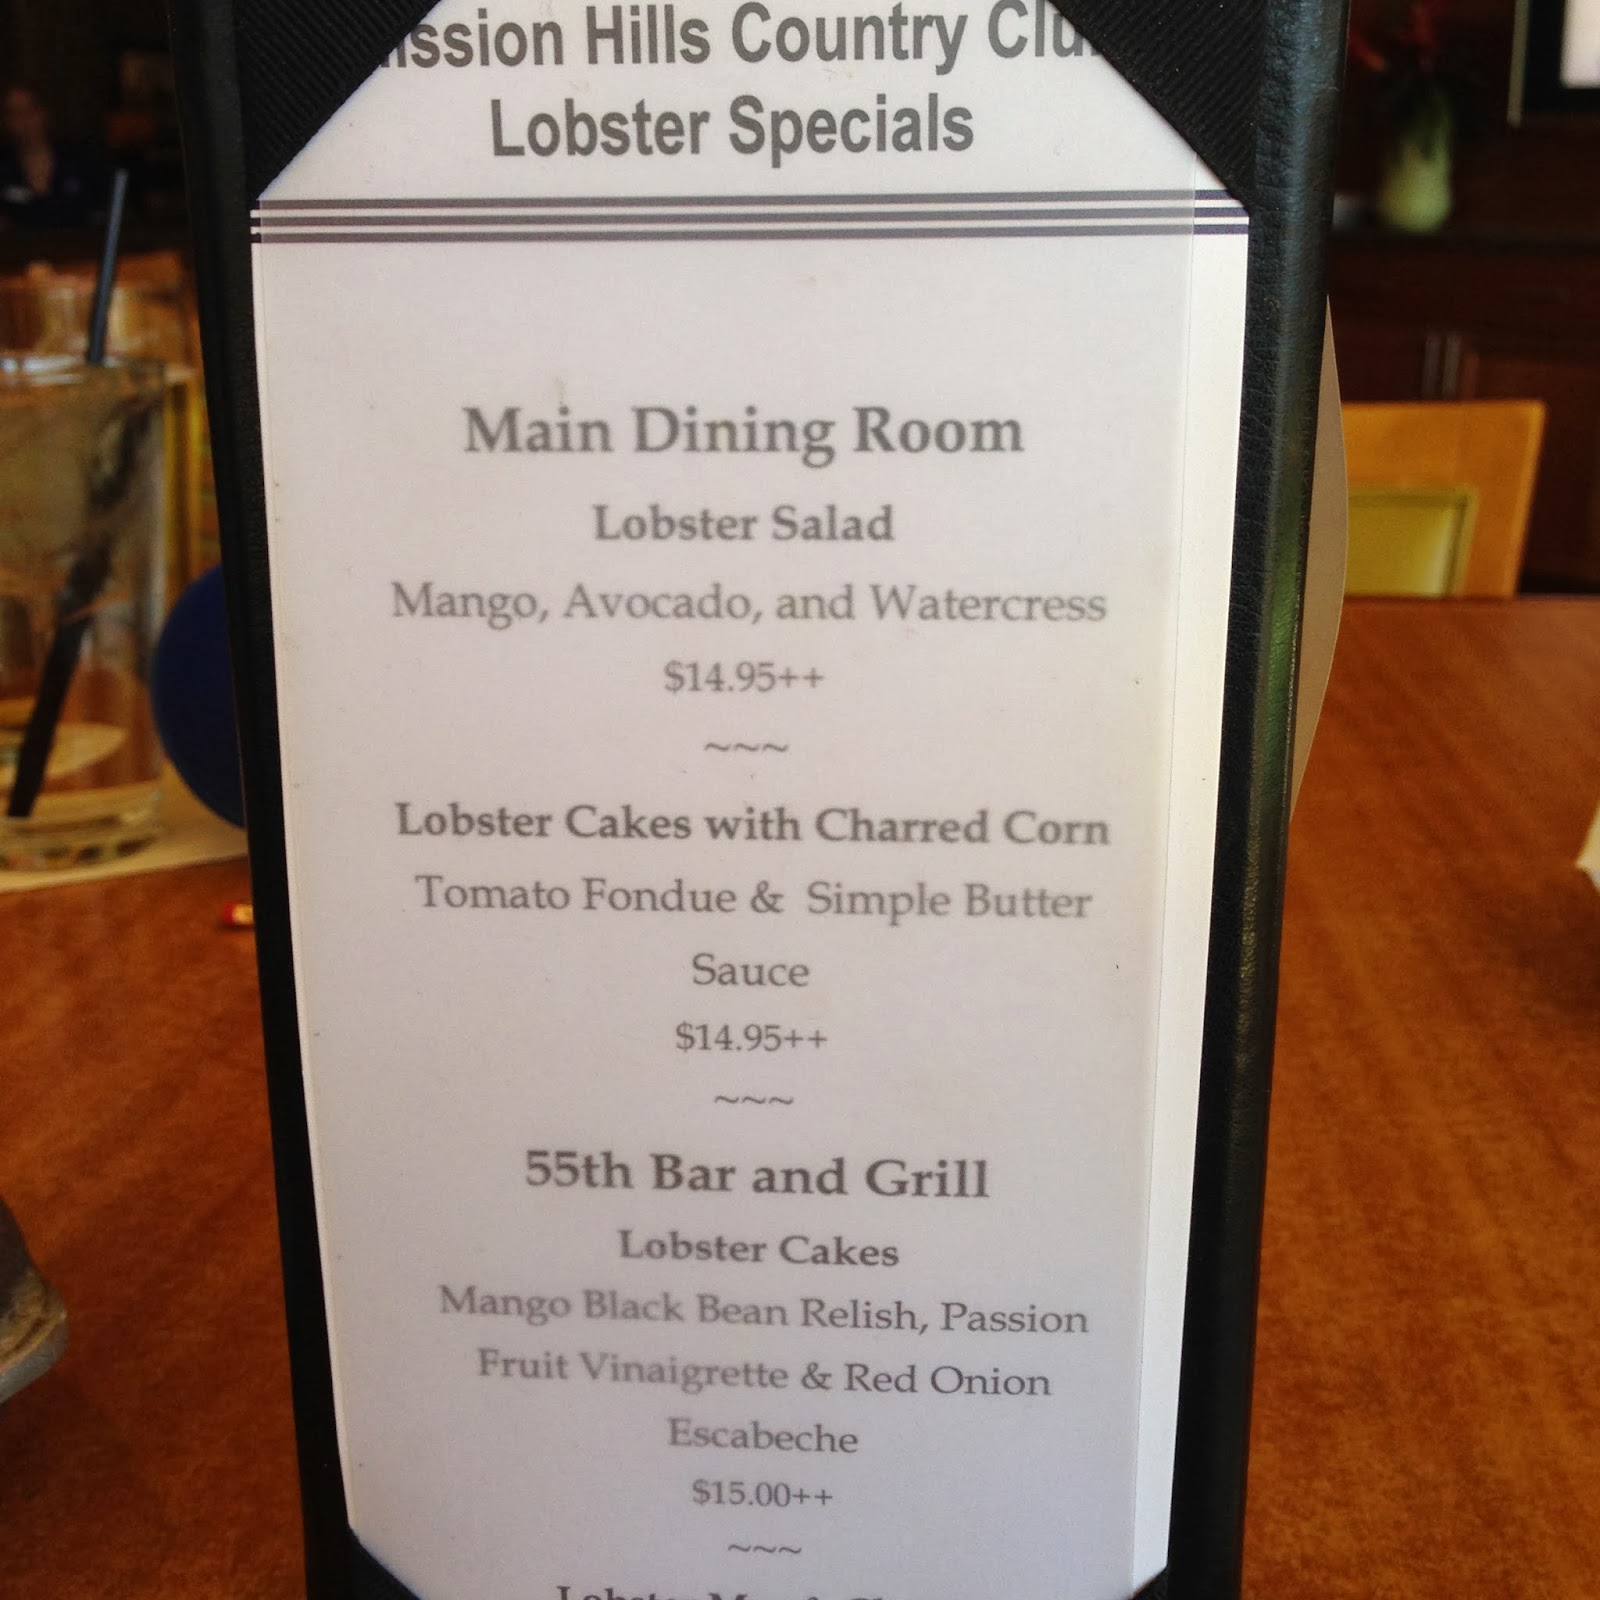 Hills Country
Lobster Specials
Main Dining Room
Lobster Salad
Mango, Avocado, and Watercress
$14.95++
~~~
Lobster Cakes with Charred Corn
Tomato Fondue & Simple Butter
Sauce
$14.95++
~~~
55th Bar and Grill
Lobster Cakes
Mango Black Bean Relish, Passion
Fruit Vinaigrette & Red Onion
Escabeche
$15.00++
~~~
Lobster